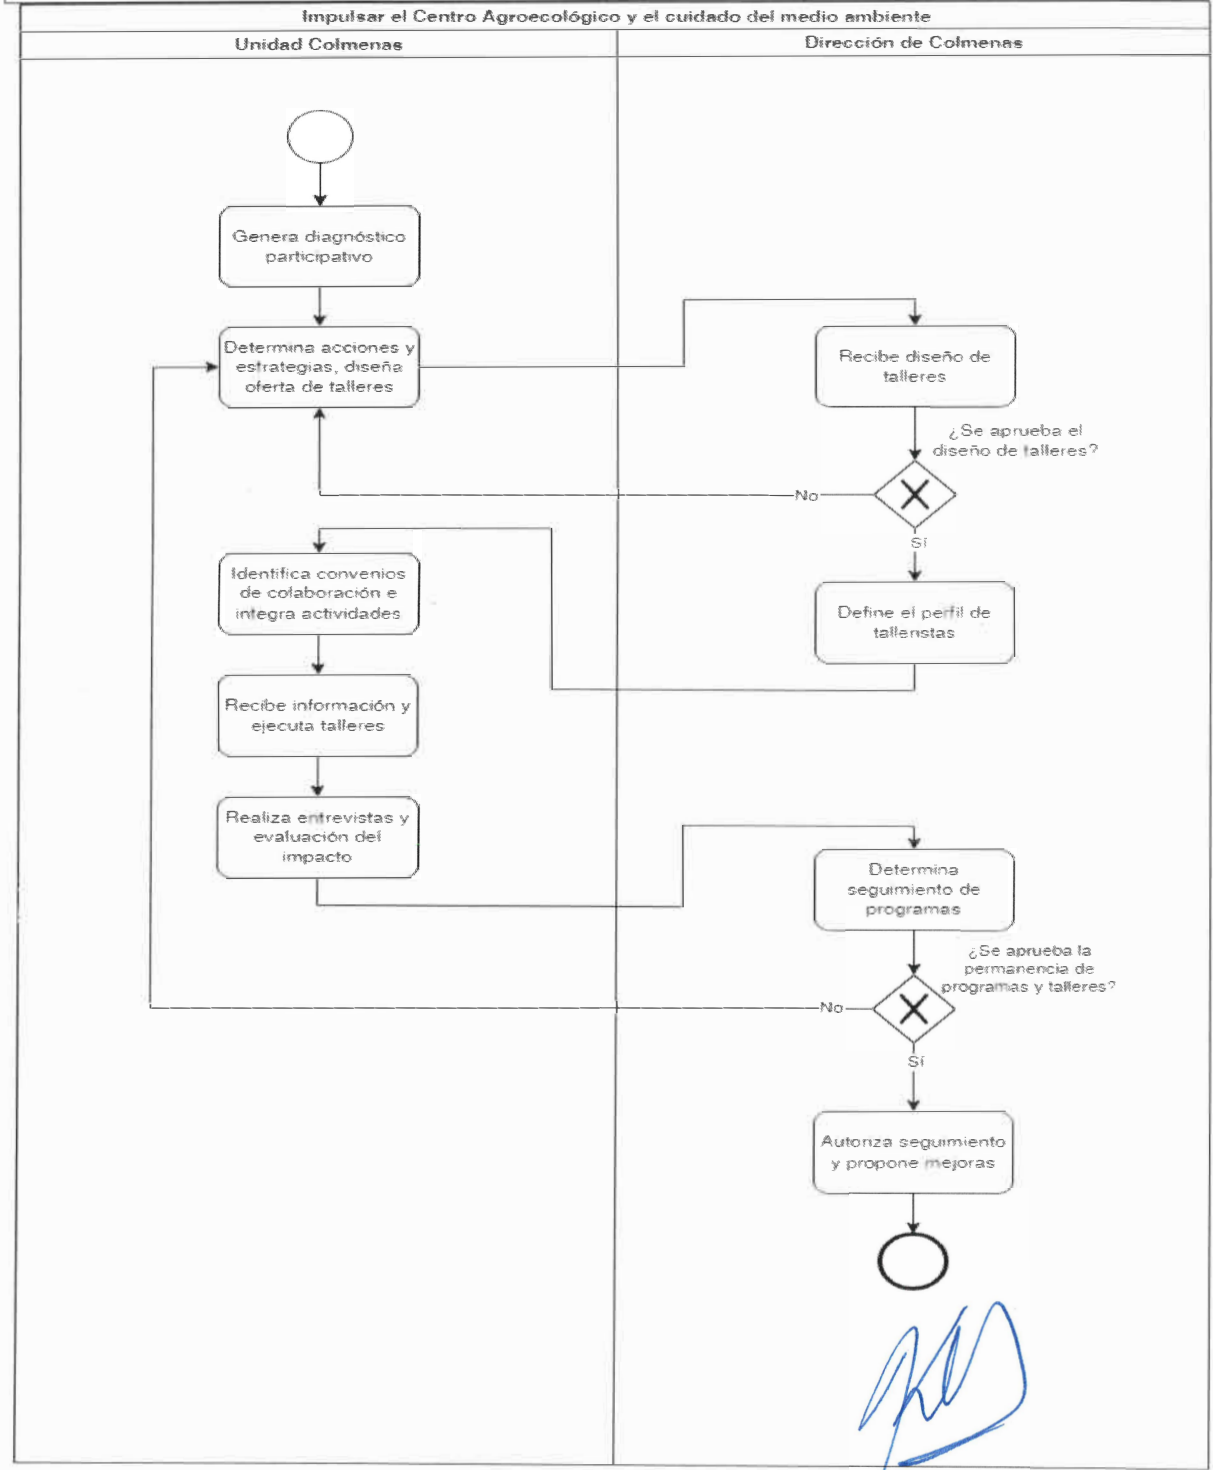 Impulsar el Centro Agroecológico y el cuidado del medio ambiente
Unidad Colmenas
Dirección de Colmenas
Genera diagnóstico
participativo
Determina acciones y
estrategias, diseña
oferta de talleres
Recibe diseño de
talleres
¿Se aprueba el
diseño de talleres?
No
Sí
Define el perfil de
talleristas
Identifica convenios
de colaboración e
integra actividades
Recibe información y
ejecuta talleres
Realiza entrevistas y
evaluación del
impacto
Determina
seguimiento de
programas
¿Se aprueba la
permanencia de
programas y talleres?
No
Sí
Autoriza seguimiento
y propone mejoras